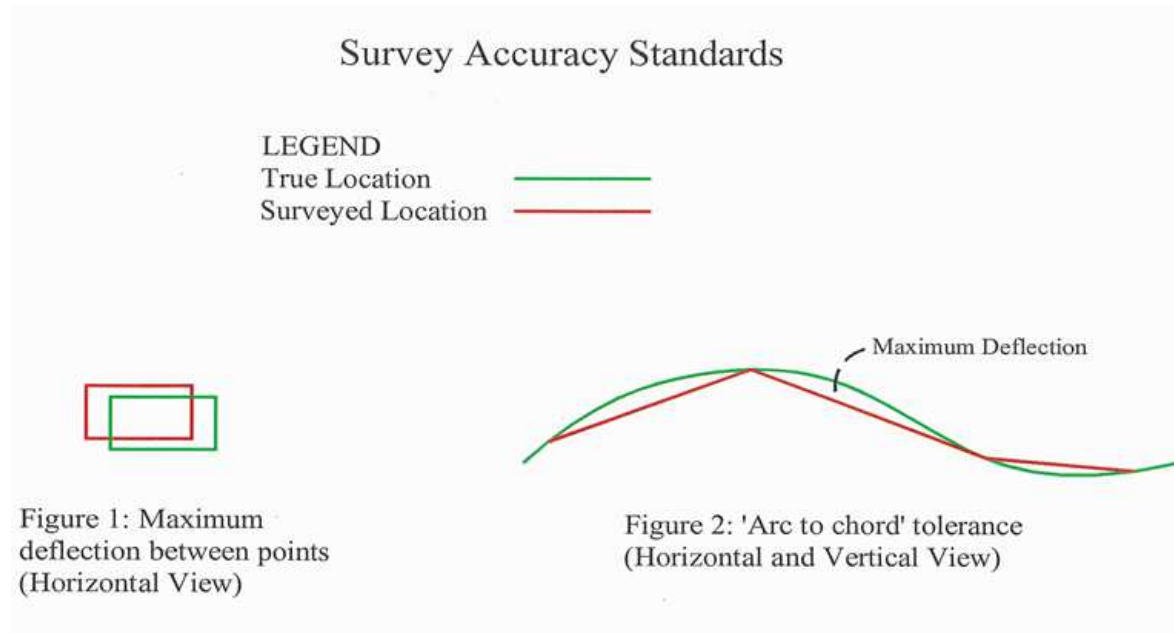 Survey Accuracy Standards
LEGEND
True Location
Surveyed Location
Maximum Deflection
Figure 1: Maximum
deflection between points
(Horizontal View)
Figure 2: 'Arc to chord' tolerance
(Horizontal and Vertical View)